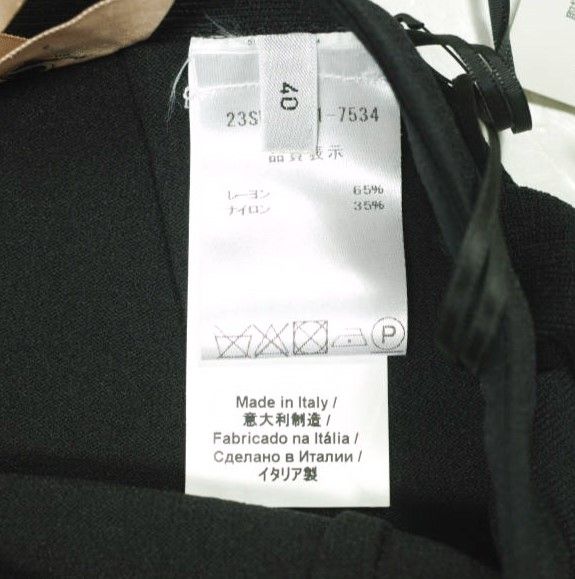 40
23S 1-7534
品質表示
レーヨン 65%
ナイロン 35%
P
Made in Italy /
意大利制造 /
Fabricado na Itália /
Сделано в Италии /
イタリア製